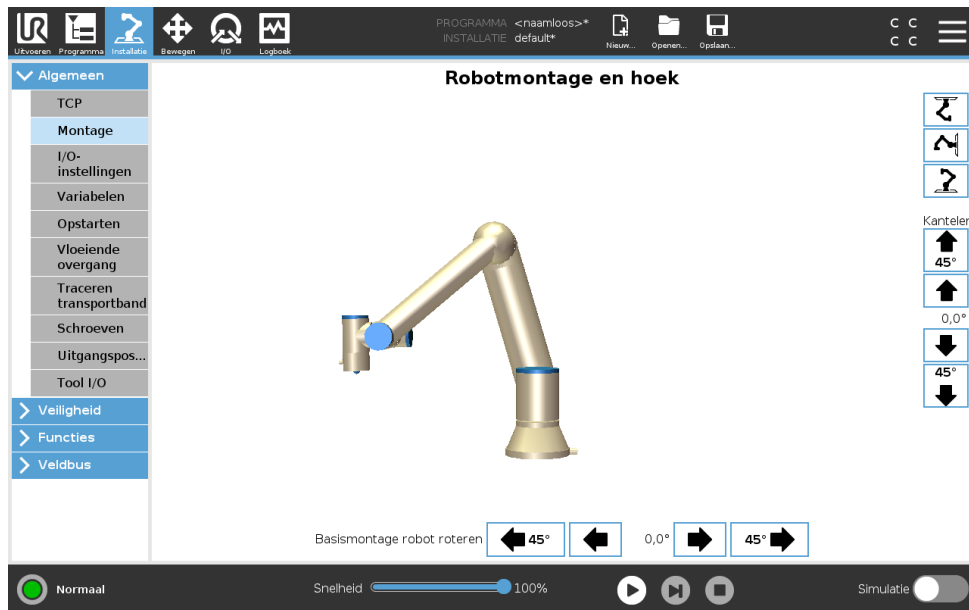 PROGRAMMA <naamloos>*
INSTALLATIE default*
Uitvoeren
Programma
Installatie
Bewegen
I/O
Logboek
Nieuw...
Openen...
Opslaan...
C C
C C
Algemeen
TCP
Montage
I/O-
instellingen
Variabelen
Opstarten
Vloeiende
overgang
Traceren
transportband
Schroeven
Uitgangspos...
Tool I/O
Veiligheid
Functies
Veldbus
Robotmontage en hoek
Kantelen
45°
0,0°
45°
Basismontage robot roteren
45°
0,0°
45°
Normaal
Snelheid
100%
Simulatie